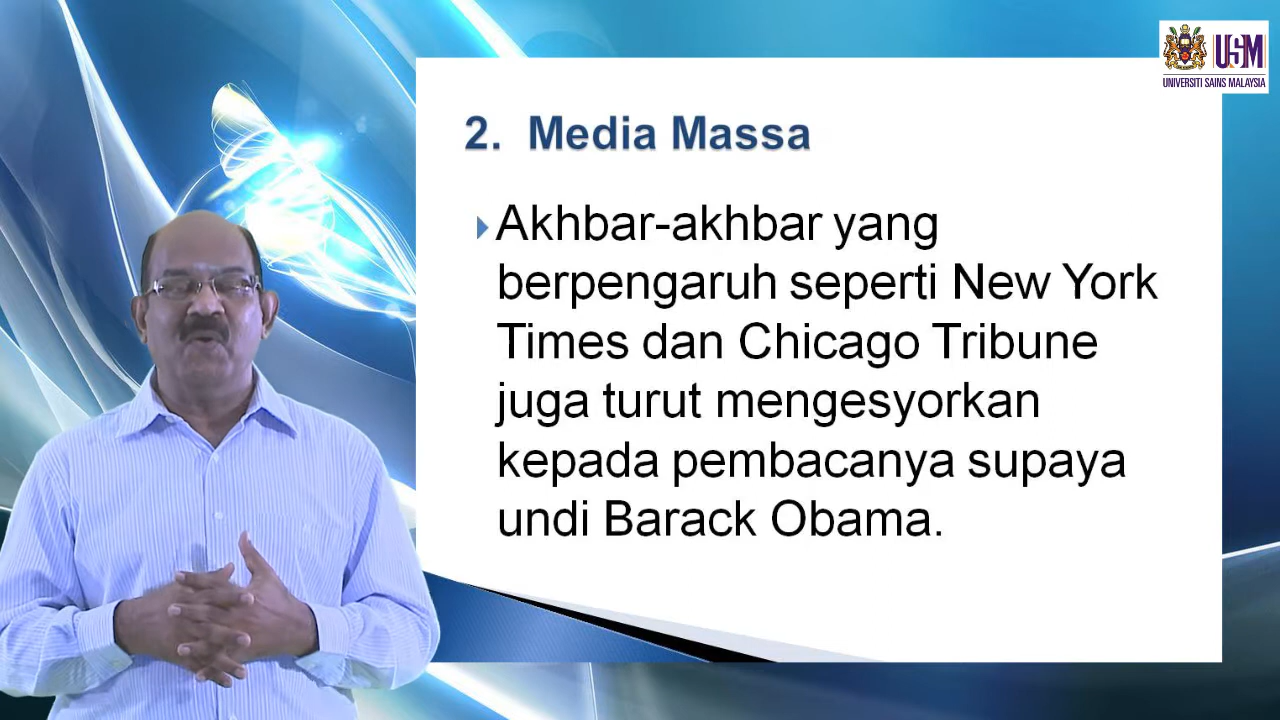 USM
UNIVERSITI SAINS MALAYSIA
2. Media Massa
Akhbar-akhbar yang
berpengaruh seperti New York
Times dan Chicago Tribune
juga turut mengesyorkan
kepada pembacanya supaya
undi Barack Obama.